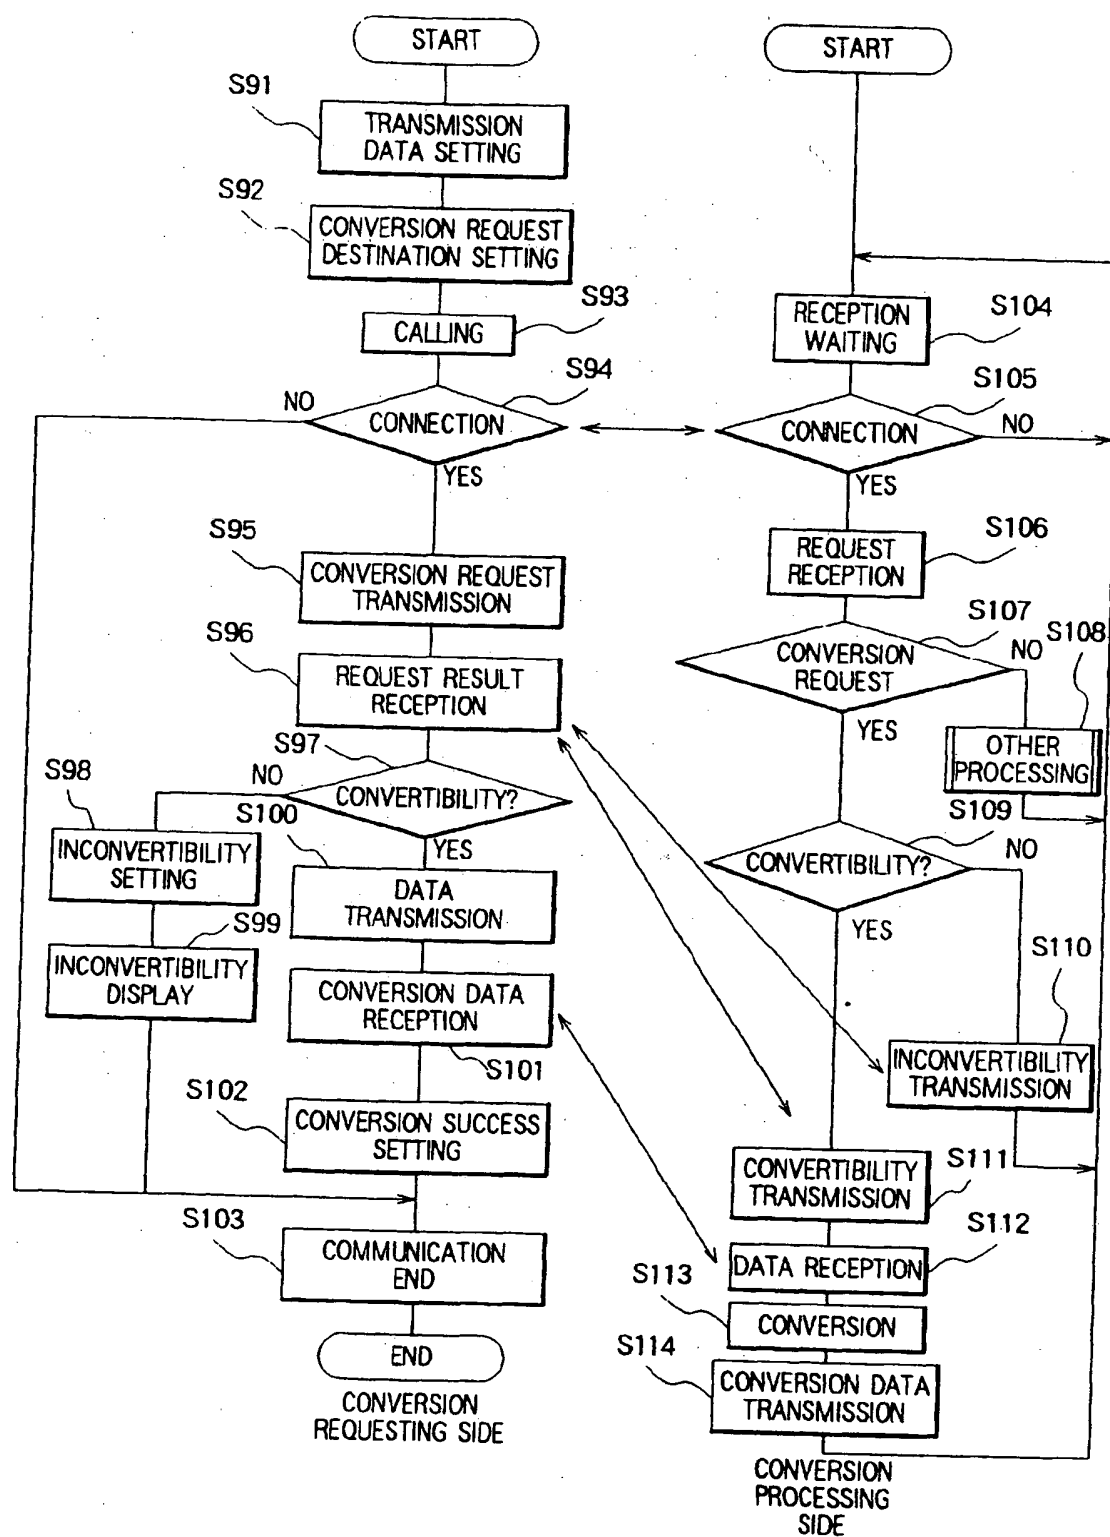 START
S91
TRANSMISSION
DATA SETTING
S92
CONVERSION REQUEST
DESTINATION SETTING
S93
CALLING
S94
NO
CONNECTION
YES
S95
CONVERSION REQUEST
TRANSMISSION
S96
REQUEST RESULT
RECEPTION
S97
NO
CONVERTIBILITY?
YES
S98
INCONVERTIBILITY
SETTING
S99
INCONVERTIBILITY
DISPLAY
S100
DATA
TRANSMISSION
CONVERSION DATA
RECEPTION
S101
S102
CONVERSION SUCCESS
SETTING
S103
COMMUNICATION
END
END
CONVERSION
REQUESTING SIDE
START
RECEPTION
WAITING
S104
S105
CONNECTION
NO
YES
REQUEST
RECEPTION
S106
S107
CONVERSION
REQUEST
NO
YES
S108
OTHER
PROCESSING
S109
CONVERTIBILITY?
NO
YES
S110
INCONVERTIBILITY
TRANSMISSION
CONVERTIBILITY
TRANSMISSION
S111
DATA RECEPTION
S112
S113
CONVERSION
S114
CONVERSION DATA
TRANSMISSION
CONVERSION
PROCESSING
SIDE